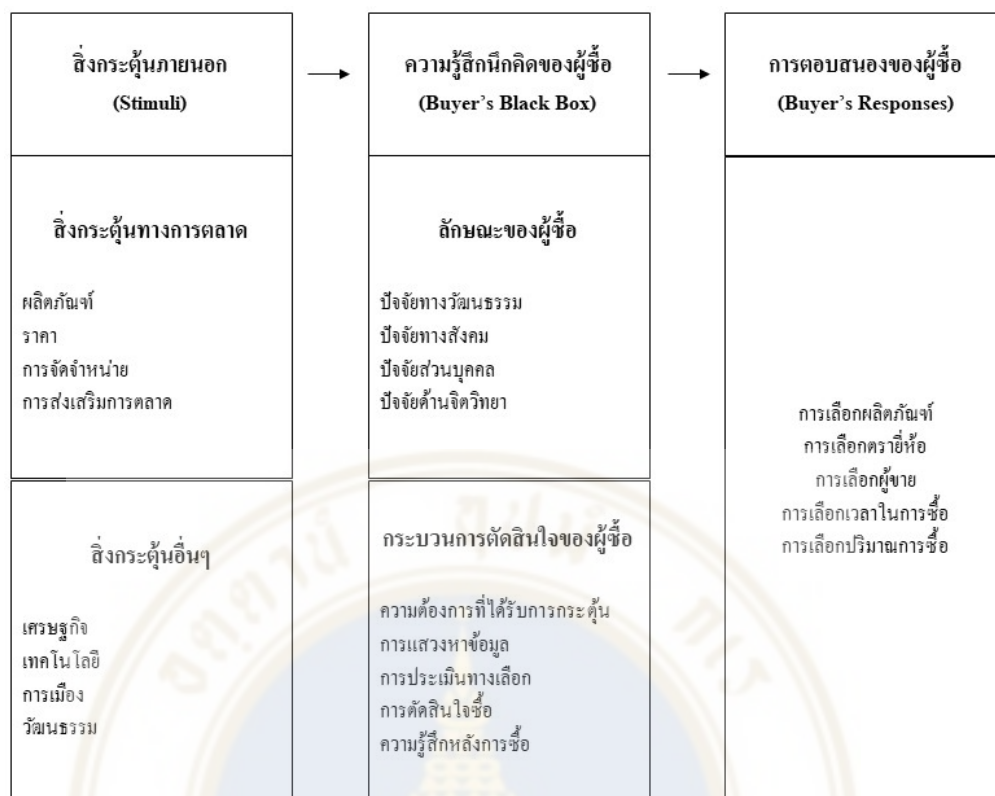 สิ่งกระตุ้นภายนอก
(Stimuli)
ความรู้สึกนึกคิดของผู้ซื้อ
(Buyer’s Black Box)
การตอบสนองของผู้ซื้อ
(Buyer’s Responses)
สิ่งกระตุ้นทางการตลาด
ผลิตภัณฑ์
ราคา
การจัดจำหน่าย
การส่งเสริมการตลาด
ลักษณะของผู้ซื้อ
ปัจจัยทางวัฒนธรรม
ปัจจัยทางสังคม
ปัจจัยส่วนบุคคล
ปัจจัยด้านจิตวิทยา
สิ่งกระตุ้นอื่นๆ
เศรษฐกิจ
เทคโนโลยี
การเมือง
วัฒนธรรม
กระบวนการตัดสินใจของผู้ซื้อ
ความต้องการที่ได้รับการกระตุ้น
การแสวงหาข้อมูล
การประเมินทางเลือก
การตัดสินใจซื้อ
ความรู้สึกหลังการซื้อ
การเลือกผลิตภัณฑ์
การเลือกตรายี่ห้อ
การเลือกผู้ขาย
การเลือกเวลาในการซื้อ
การเลือกปริมาณการซื้อ